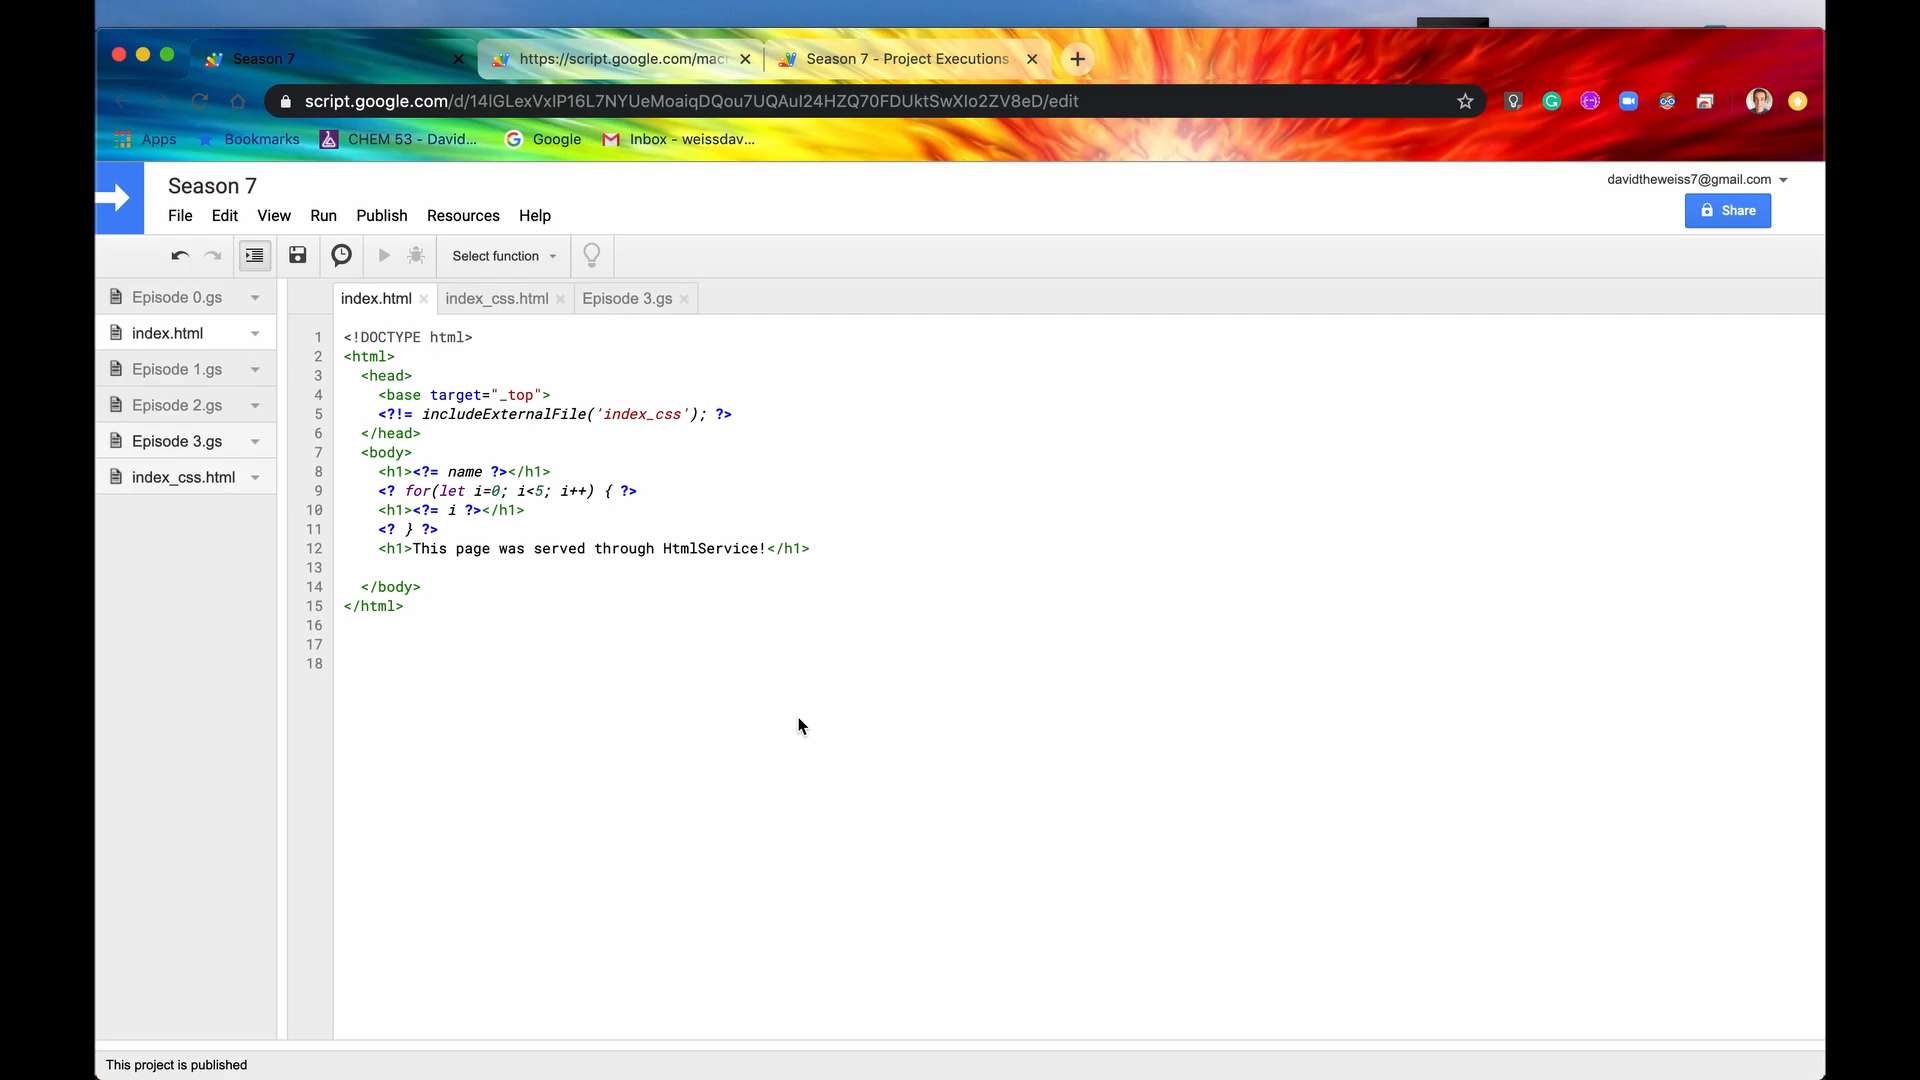 Season 7
https://script.google.com/macr
Season 7 - Project Executions
script.google.com/d/14lGLexVxIP16L7NYUeMoaiqDQou7UQAuI24HZQ70FDUktSwXIo2ZV8eD/edit
Apps
Bookmarks
CHEM 53 - David...
Google
Inbox - weissdav...
Season 7
davidtheweiss7@gmail.com
File Edit View Run Publish Resources Help
Share
Select function
Episode 0.gs
index.html
Episode 1.gs
Episode 2.gs
Episode 3.gs
index_css.html
index.html
index_css.html
Episode 3.gs
1 <!DOCTYPE html>
2 <html>
3 <head>
4 <base target="_top">
5 <?!= includeExternalFile('index_css'); ?>
6 </head>
7 <body>
8 <h1><?= name ?></h1>
9 <? for(let i=0; i<5; i++) { ?>
10 <h1><?= i ?></h1>
11 <? } ?>
12 <h1>This page was served through HtmlService!</h1>
13
14 </body>
15 </html>
16
17
18
This project is published